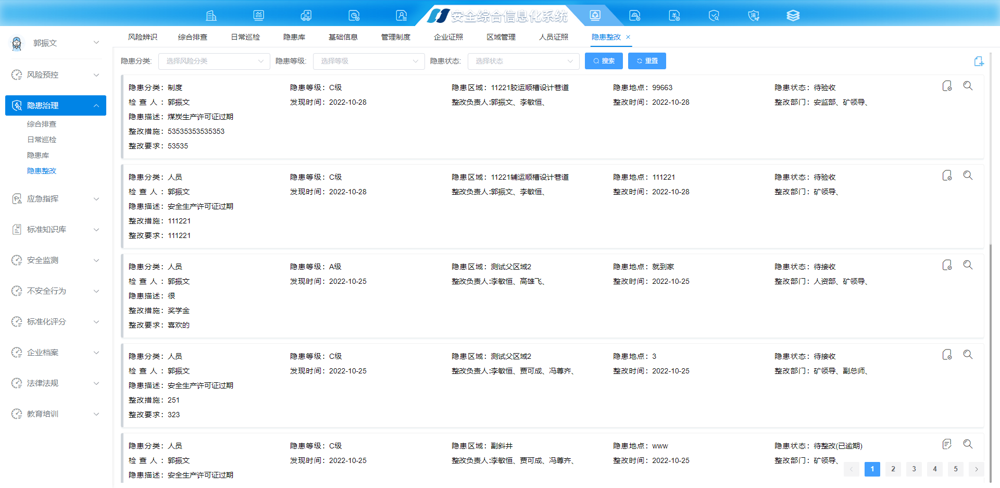 安全综合信息化系统
郭振文
风险辨识 综合排查 日常巡检 隐患库 基础信息 管理制度 企业证照 区域管理 人员证照 隐患整改 ×
风险预控
隐患治理
综合排查
日常巡检
隐患库
隐患整改
应急指挥
标准知识库
安全监测
不安全行为
标准化评分
企业档案
法律法规
教育培训
隐患分类: 选择风险分类 隐患等级: 选择等级 隐患状态: 选择状态 搜索 重置
隐患分类：制度 隐患等级：C级 隐患区域：11221胶运顺槽设计巷道 隐患地点：99663 隐患状态：待验收
检 查 人 ：郭振文 发现时间：2022-10-28 整改负责人:郭振文、李敏恒、 整改时间：2022-10-28 整改部门：安监部、矿领导、
隐患描述：煤炭生产许可证过期
整改措施：53535353535353
整改要求：53535
隐患分类：人员 隐患等级：C级 隐患区域：11221辅运顺槽设计巷道 隐患地点：111221 隐患状态：待验收
检 查 人 ：郭振文 发现时间：2022-10-28 整改负责人:郭振文、李敏恒、 整改时间：2022-10-28 整改部门：矿领导、
隐患描述：安全生产许可证过期
整改措施：111221
整改要求：111221
隐患分类：人员 隐患等级：A级 隐患区域：测试父区域2 隐患地点：就到家 隐患状态：待接收
检 查 人 ：郭振文 发现时间：2022-10-25 整改负责人:李敏恒、高雄飞、 整改时间：2022-10-25 整改部门：人资部、矿领导、
隐患描述：很
整改措施：奖学金
整改要求：喜欢的
隐患分类：人员 隐患等级：C级 隐患区域：测试父区域2 隐患地点：3 隐患状态：待接收
检 查 人 ：郭振文 发现时间：2022-10-25 整改负责人:李敏恒、贾可成、冯尊齐、 整改时间：2022-10-25 整改部门：矿领导、副总师、
隐患描述：安全生产许可证过期
整改措施：251
整改要求：323
隐患分类：人员 隐患等级：C级 隐患区域：副斜井 隐患地点：www 隐患状态：待整改(已逾期)
检 查 人 ：郭振文 发现时间：2022-10-25 整改负责人:李敏恒、贾可成、冯尊齐、 整改时间：2022-10-25 整改部门：矿领导、
隐患描述：安全生产许可证过期
1 2 3 4 5